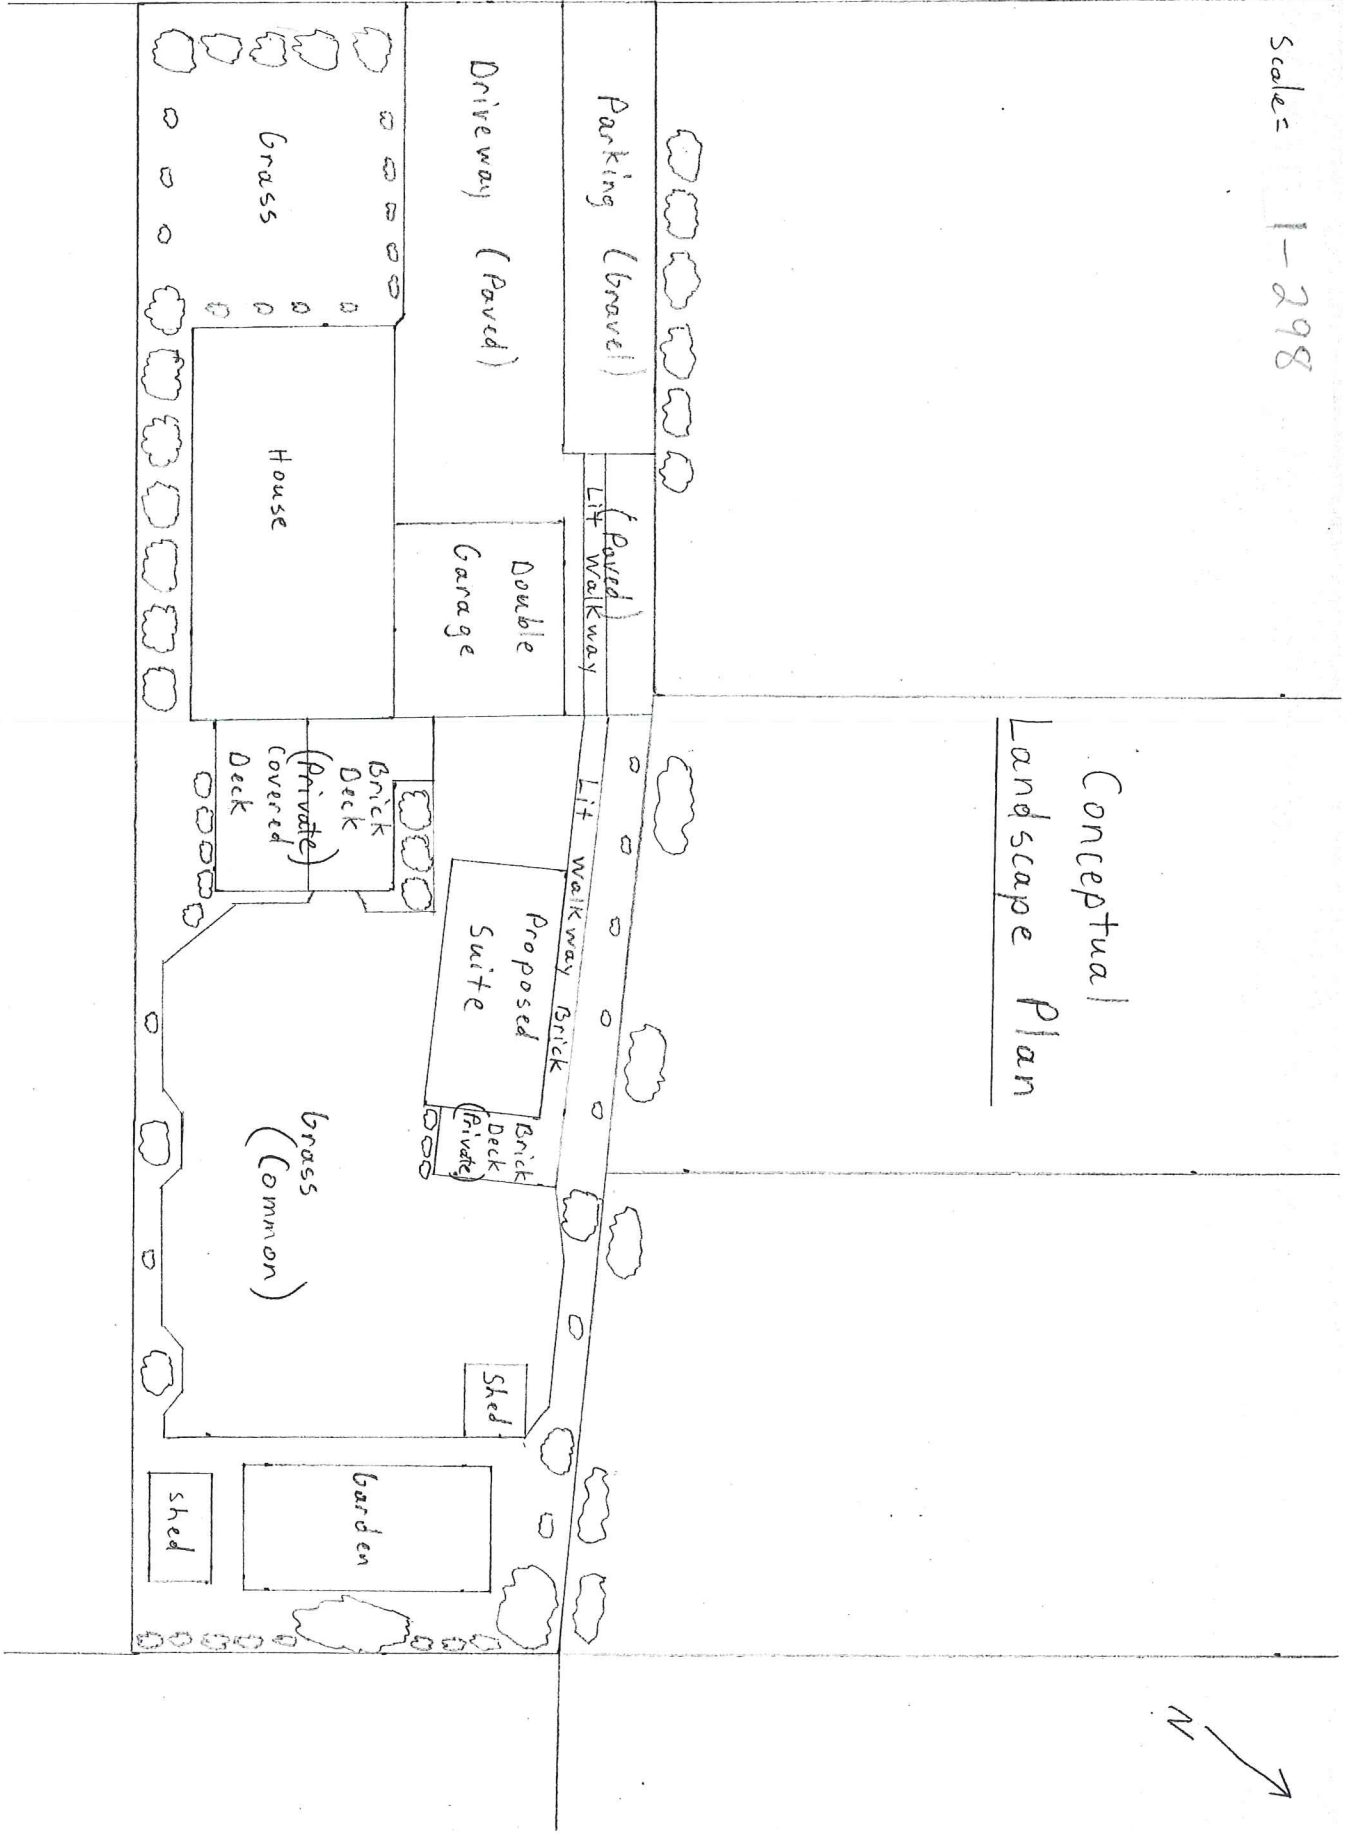 Scale = 1-298
Conceptual
Landscape Plan
N
Parking (Gravel)
Driveway (Paved)
Grass
House
Double
Garage
(Paved)
Lit Walkway
Lit Walkway Brick
Brick
Deck
(Private)
Covered
Deck
Proposed
Suite
Brick
Deck
(Private)
Grass
(Common)
Shed
Garden
Shed